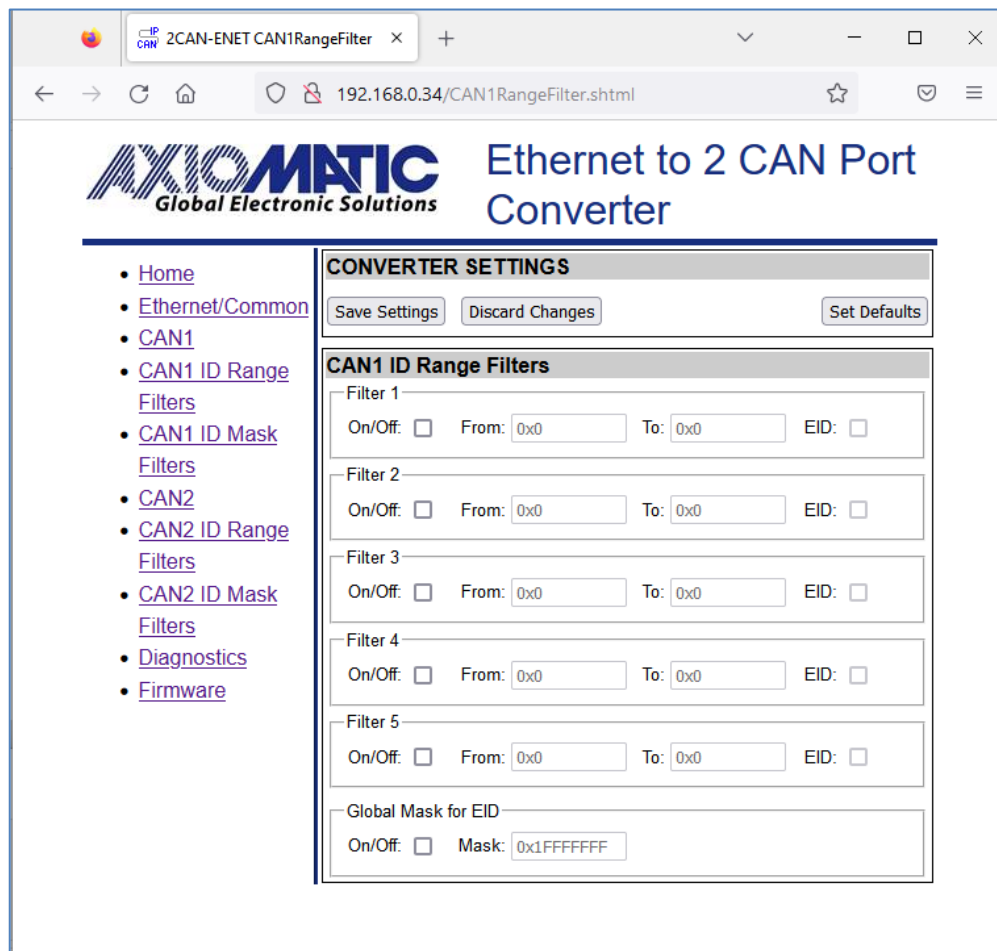 IP
CAN
2CAN-ENET CAN1RangeFilter
192.168.0.34/CAN1RangeFilter.shtml
AXIOMATIC
Global Electronic Solutions
Ethernet to 2 CAN Port
Converter
Home
Ethernet/Common
CAN1
CAN1 ID Range
Filters
CAN1 ID Mask
Filters
CAN2
CAN2 ID Range
Filters
CAN2 ID Mask
Filters
Diagnostics
Firmware
CONVERTER SETTINGS
Save Settings Discard Changes Set Defaults
CAN1 ID Range Filters
Filter 1
On/Off: From: 0x0 To: 0x0 EID:
Filter 2
On/Off: From: 0x0 To: 0x0 EID:
Filter 3
On/Off: From: 0x0 To: 0x0 EID:
Filter 4
On/Off: From: 0x0 To: 0x0 EID:
Filter 5
On/Off: From: 0x0 To: 0x0 EID:
Global Mask for EID
On/Off: Mask: 0x1FFFFFFF